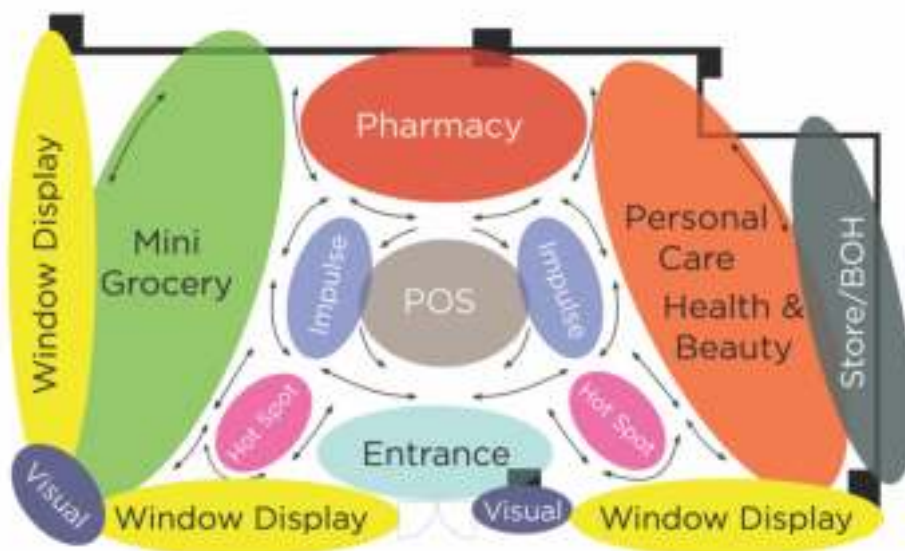 Pharmacy
Window Display
Mini
Grocery
Impulse
POS
Impulse
Personal
Care
Health &
Beauty
Store/BOH
Hot Spot
Hot Spot
Entrance
Visual
Window Display
Visual
Window Display